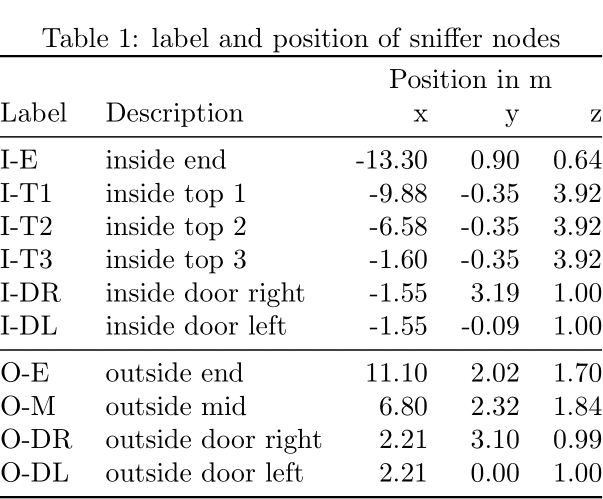 Table 1: label and position of sniffer nodes
Position in m
Label Description x y z
I-E inside end -13.30 0.90 0.64
I-T1 inside top 1 -9.88 -0.35 3.92
I-T2 inside top 2 -6.58 -0.35 3.92
I-T3 inside top 3 -1.60 -0.35 3.92
I-DR inside door right -1.55 3.19 1.00
I-DL inside door left -1.55 -0.09 1.00
O-E outside end 11.10 2.02 1.70
O-M outside mid 6.80 2.32 1.84
O-DR outside door right 2.21 3.10 0.99
O-DL outside door left 2.21 0.00 1.00